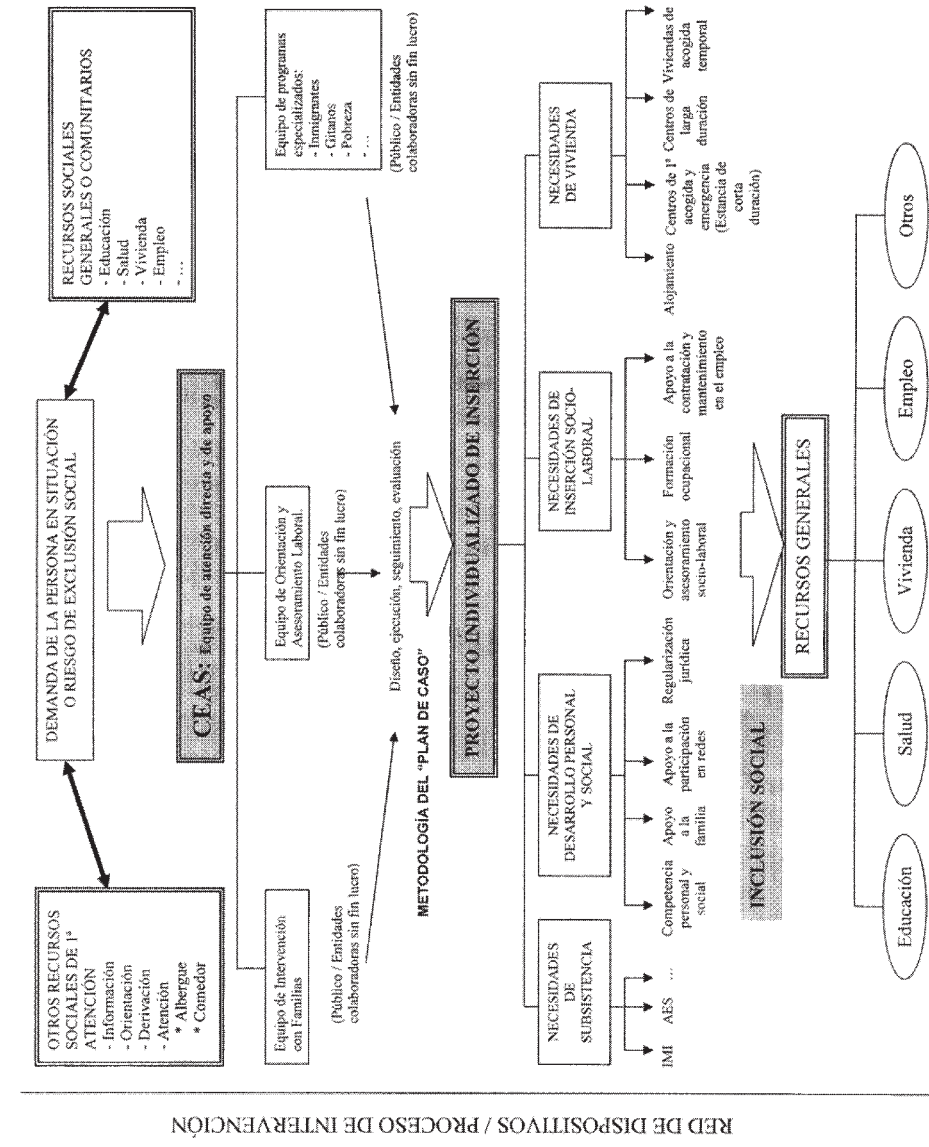 RED DE DISPOSITIVOS / PROCESO DE INTERVENCIÓN
OTROS RECURSOS
SOCIALES DE 1ª
ATENCIÓN
- Información
- Orientación
- Derivación
- Atención
* Albergue
* Comedor
DEMANDA DE LA PERSONA EN SITUACIÓN
O RIESGO DE EXCLUSIÓN SOCIAL
RECURSOS SOCIALES
GENERALES O COMUNITARIOS
- Educación
- Salud
- Vivienda
- Empleo
- …
CEAS: Equipo de atención directa y de apoyo
Equipo de Intervención
con Familias
(Público / Entidades
colaboradoras sin fin lucro)
Equipo de Orientación y
Asesoramiento Laboral.
(Público / Entidades
colaboradoras sin fin lucro)
Equipo de programas
especializados:
- Inmigrantes
- Gitanos
- Pobreza
- …
(Público / Entidades
colaboradoras sin fin lucro)
Diseño, ejecución, seguimiento, evaluación
METODOLOGÍA DEL "PLAN DE CASO"
PROYECTO INDIVIDUALIZADO DE INSERCIÓN
NECESIDADES
DE
SUBSISTENCIA
IMI
AES
…
NECESIDADES DE
DESARROLLO PERSONAL
Y SOCIAL
Competencia
personal y
social
Apoyo
a la
familia
Apoyo a la
participación
en redes
Regularización
jurídica
NECESIDADES DE
INSERCIÓN SOCIO-
LABORAL
Orientación y
asesoramiento
socio-laboral
Formación
ocupacional
Apoyo a la
contratación y
mantenimiento
en el empleo
NECESIDADES
DE VIVIENDA
Alojamiento
Centros de 1ª
acogida y
emergencia
(Estancia de
corta
duración)
Centros de
larga
duración
Viviendas de
acogida
temporal
INCLUSIÓN SOCIAL
RECURSOS GENERALES
Educación
Salud
Vivienda
Empleo
Otros